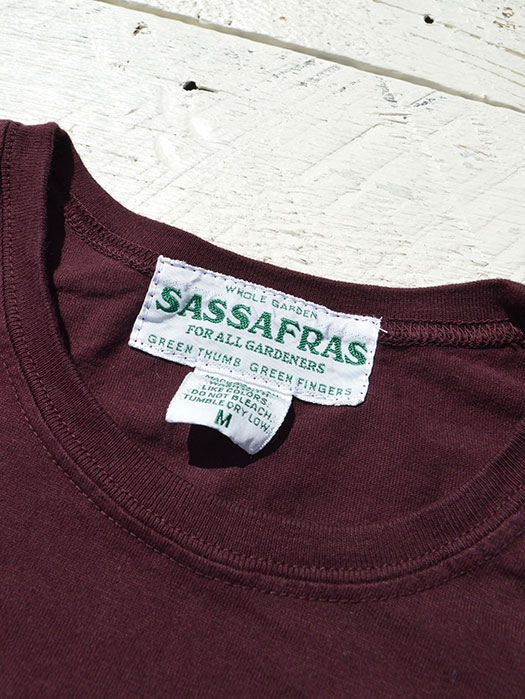 WHOLE GARDEN
SASSAFRAS
FOR ALL GARDENERS
GREEN THUMB GREEN FINGERS
LIKE COLORS.
DO NOT BLEACH.
TUMBLE DRY LOW.
M